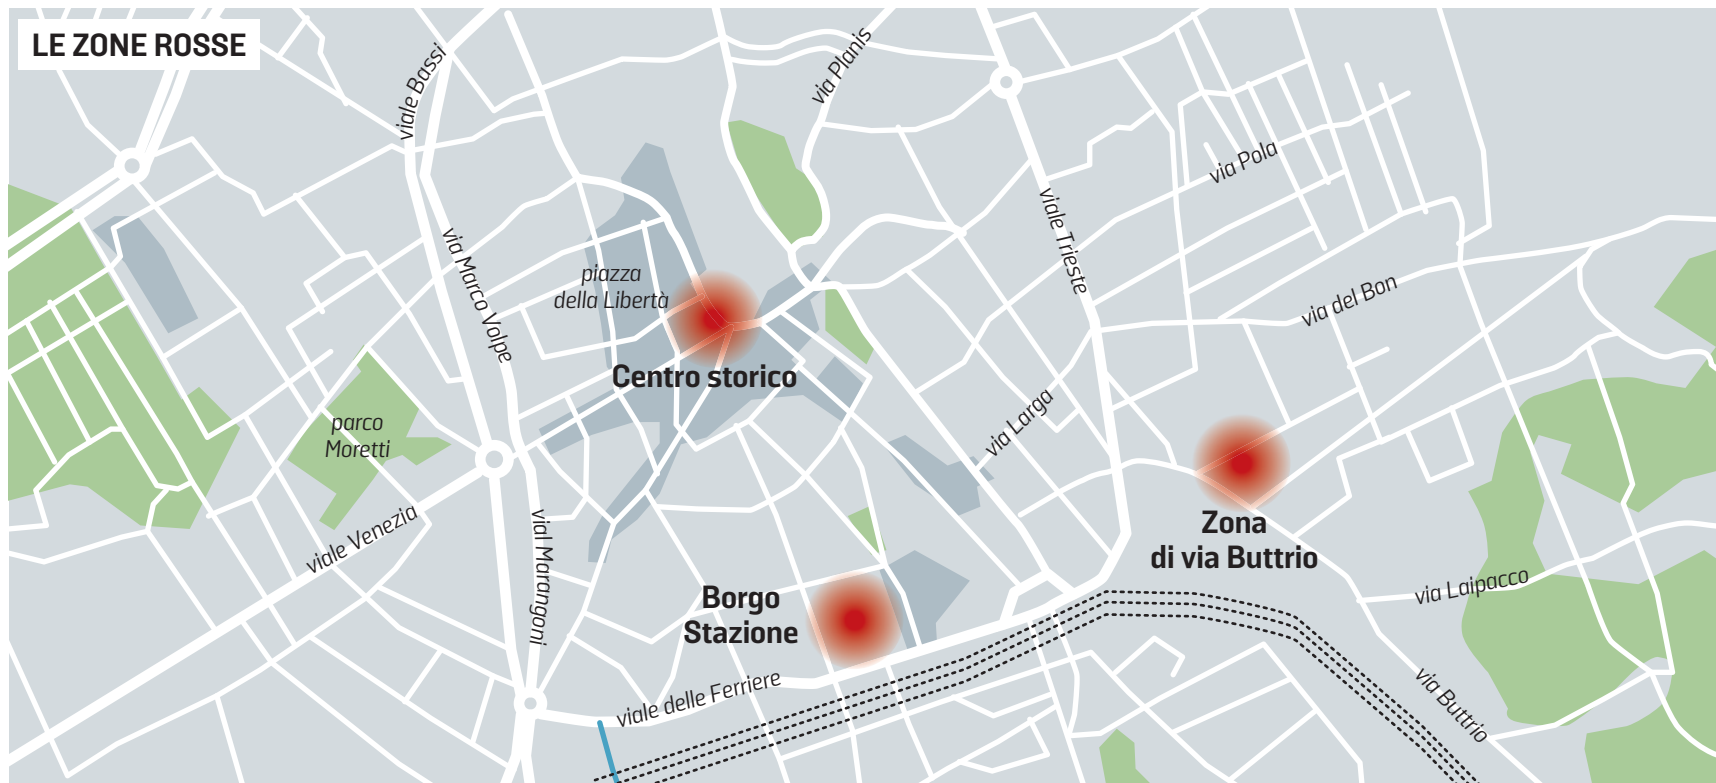 LE ZONE ROSSE
viale Bassi
via Planis
via Pola
viale Trieste
via Marco Volpe
piazza
della Libertà
via del Bon
Centro storico
via Larga
parco
Moretti
viale Venezia
vial Marangoni
Zona
di via Buttrio
via Laipacco
Borgo
Stazione
viale delle Ferriere
via Buttrio